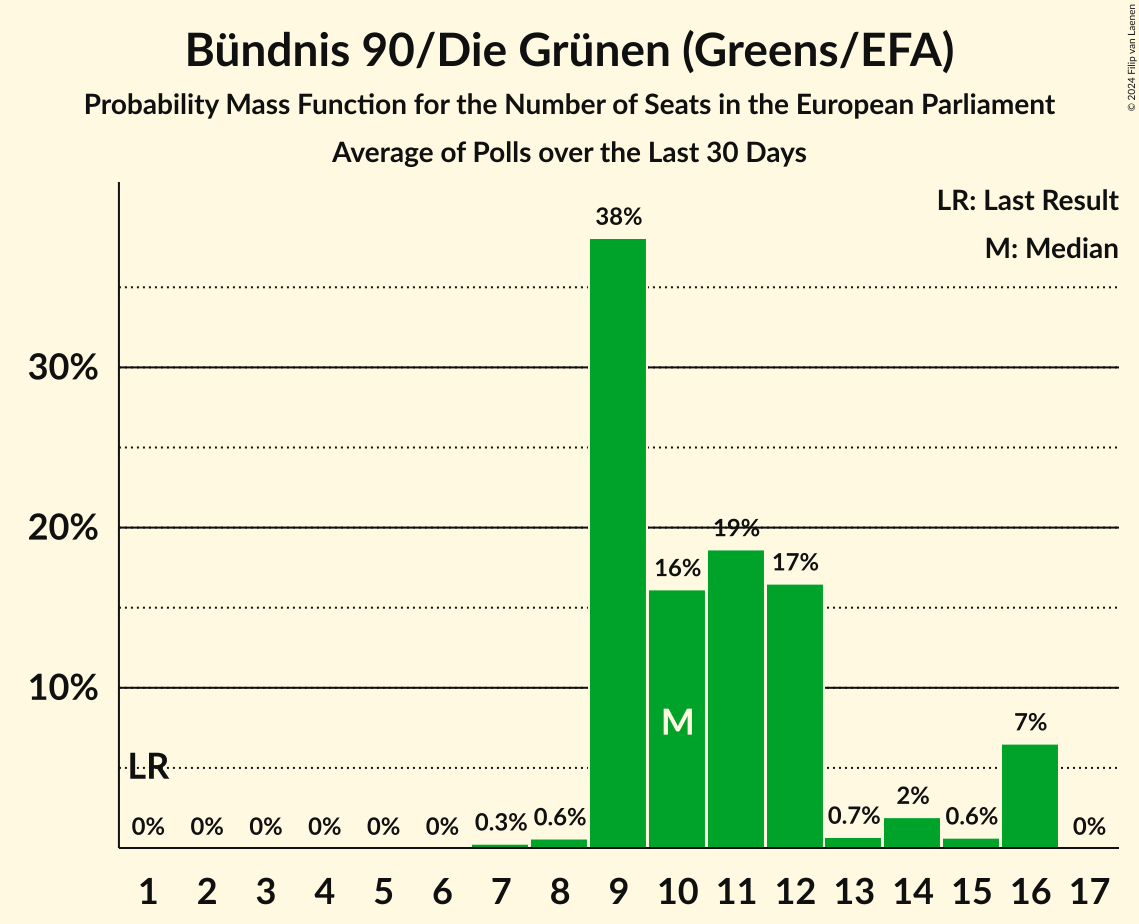 Bündnis 90/Die Grünen (Greens/EFA)
Probability Mass Function for the Number of Seats in the European Parliament
Average of Polls over the Last 30 Days
© 2024 Filip van Laenen
LR: Last Result
M: Median
38%
30%
20%
19%
17%
16%
10%
M
7%
LR
2%
0% 0% 0% 0% 0% 0% 0.3% 0.6% 0.7% 0.6% 0%
1 2 3 4 5 6 7 8 9 10 11 12 13 14 15 16 17